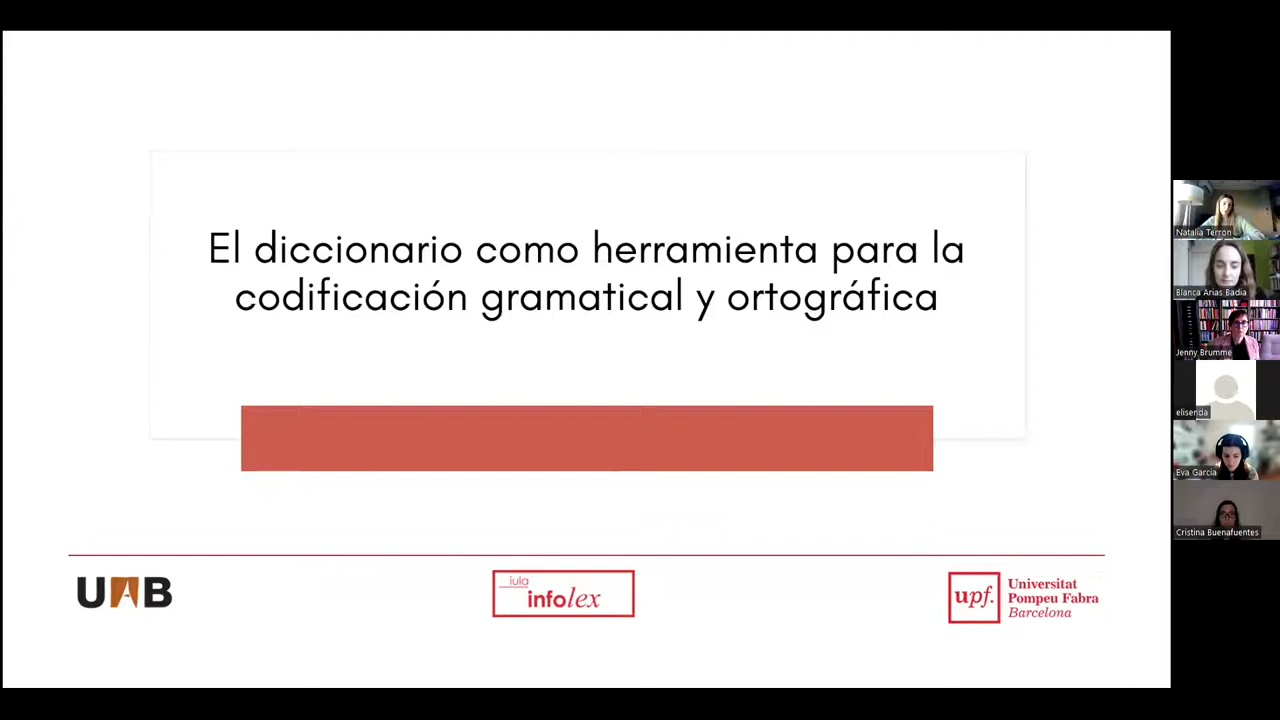 El diccionario como herramienta para la
codificación gramatical y ortográfica
UAB
iula
infolex
upf.
Universitat
Pompeu Fabra
Barcelona
Natalia Terron
Blanca Arias Badia
Jenny Brumme
elisenda
Eva Garcia
Cristina Buenafuentes